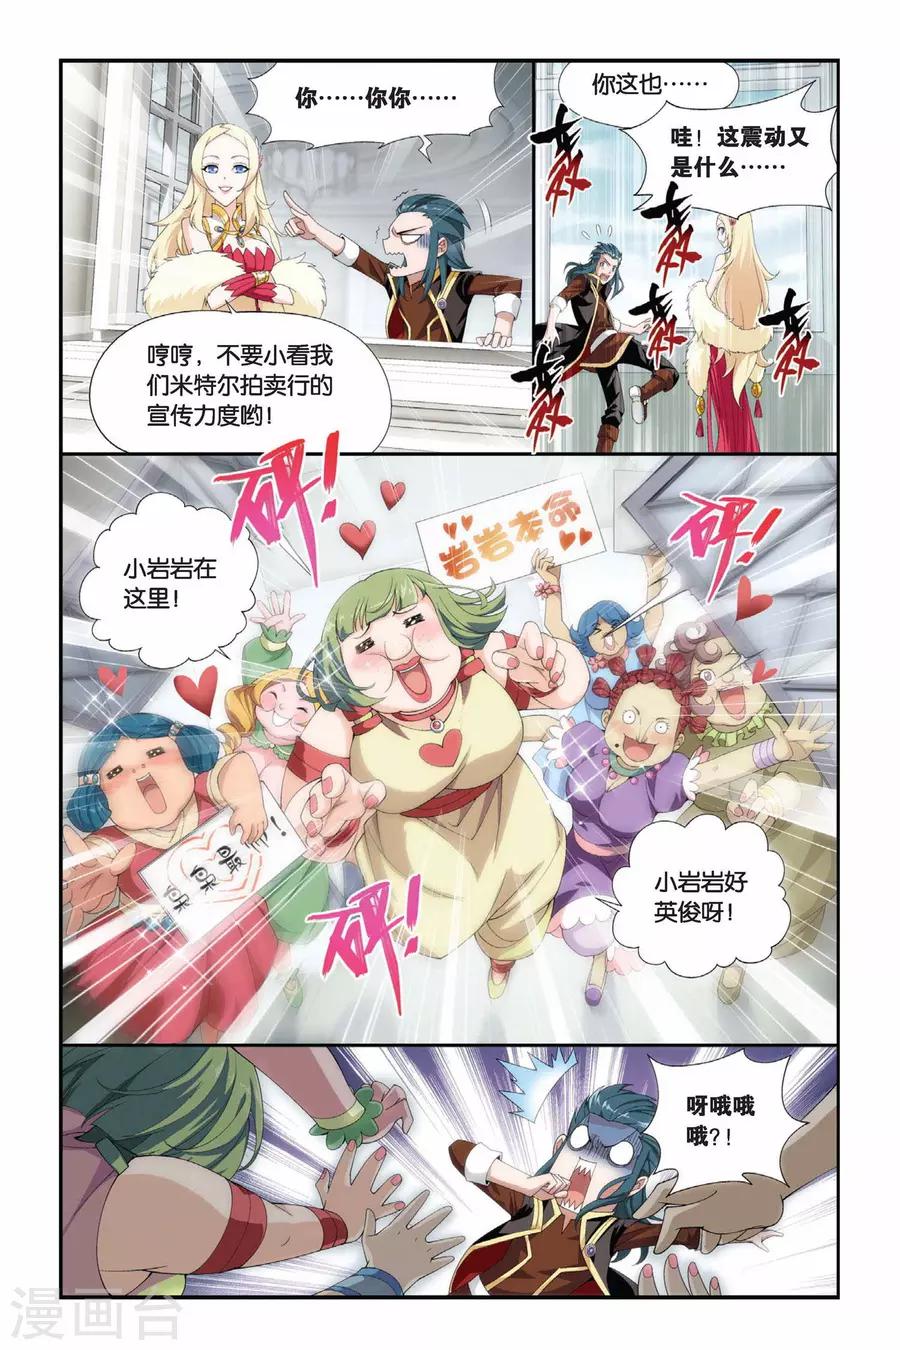 你……你你……
哼哼，不要小看我
们米特尔拍卖行的
宣传力度哟！
你这也……
哇！这震动又
是什么……
轰
轰
轰
轰
轰
砰！
砰！
小岩岩在
这里！
岩岩本命
小岩岩好
英俊呀！
砰！
呀哦哦
哦？！
漫画台